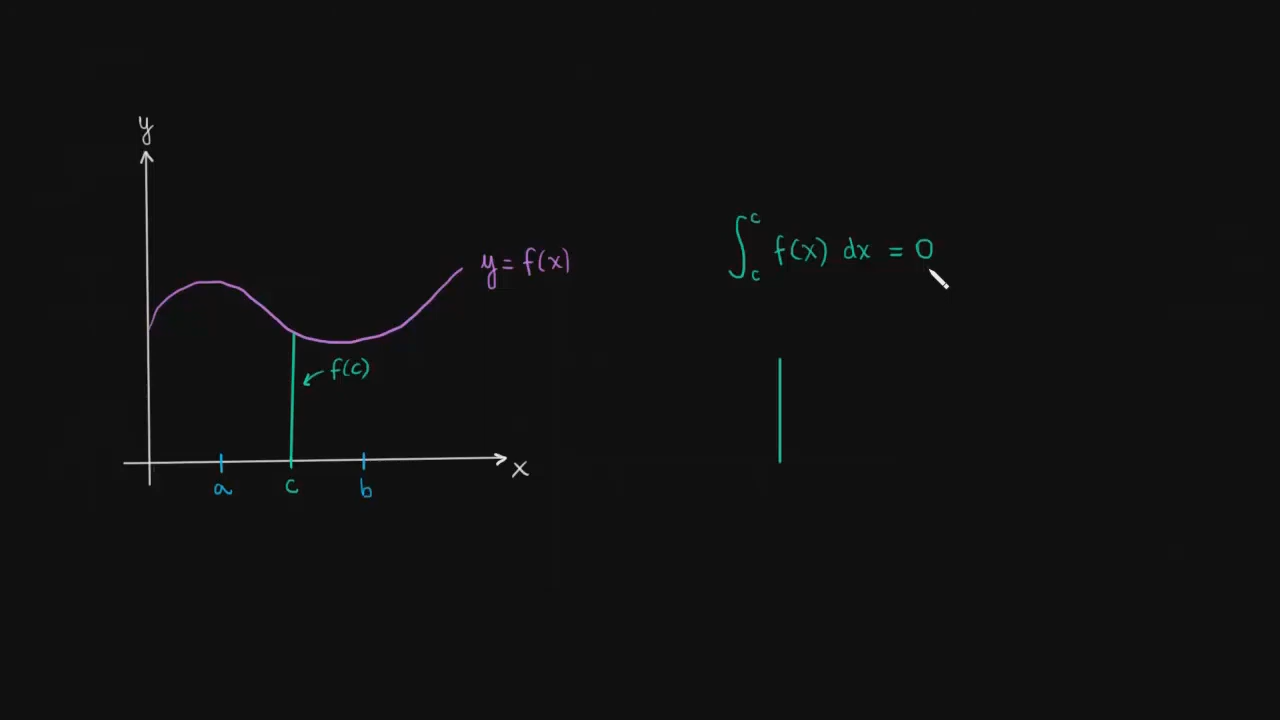 y
y = f(x)
f(c)
a c b x
∫_c^c f(x) dx = 0